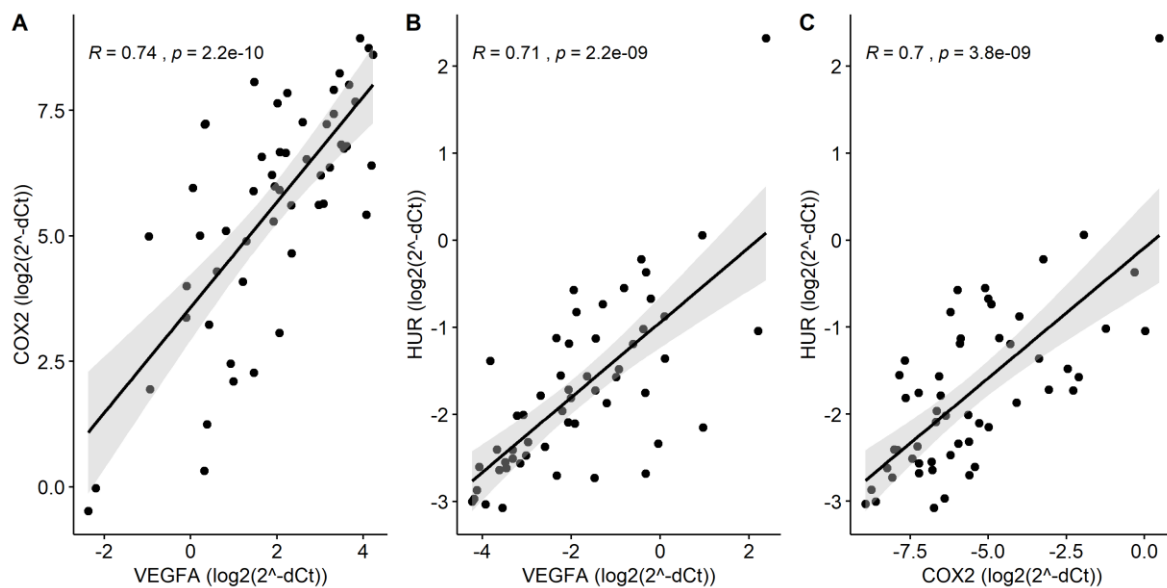 A
R = 0.74 , p = 2.2e-10
COX2 (log2(2^-dCt))
7.5
5.0
2.5
0.0
-2
0
2
4
VEGFA (log2(2^-dCt))
B
R = 0.71 , p = 2.2e-09
HUR (log2(2^-dCt))
2
1
0
-1
-2
-3
-4
-2
0
2
VEGFA (log2(2^-dCt))
C
R = 0.7 , p = 3.8e-09
HUR (log2(2^-dCt))
2
1
0
-1
-2
-3
-7.5
-5.0
-2.5
0.0
COX2 (log2(2^-dCt))